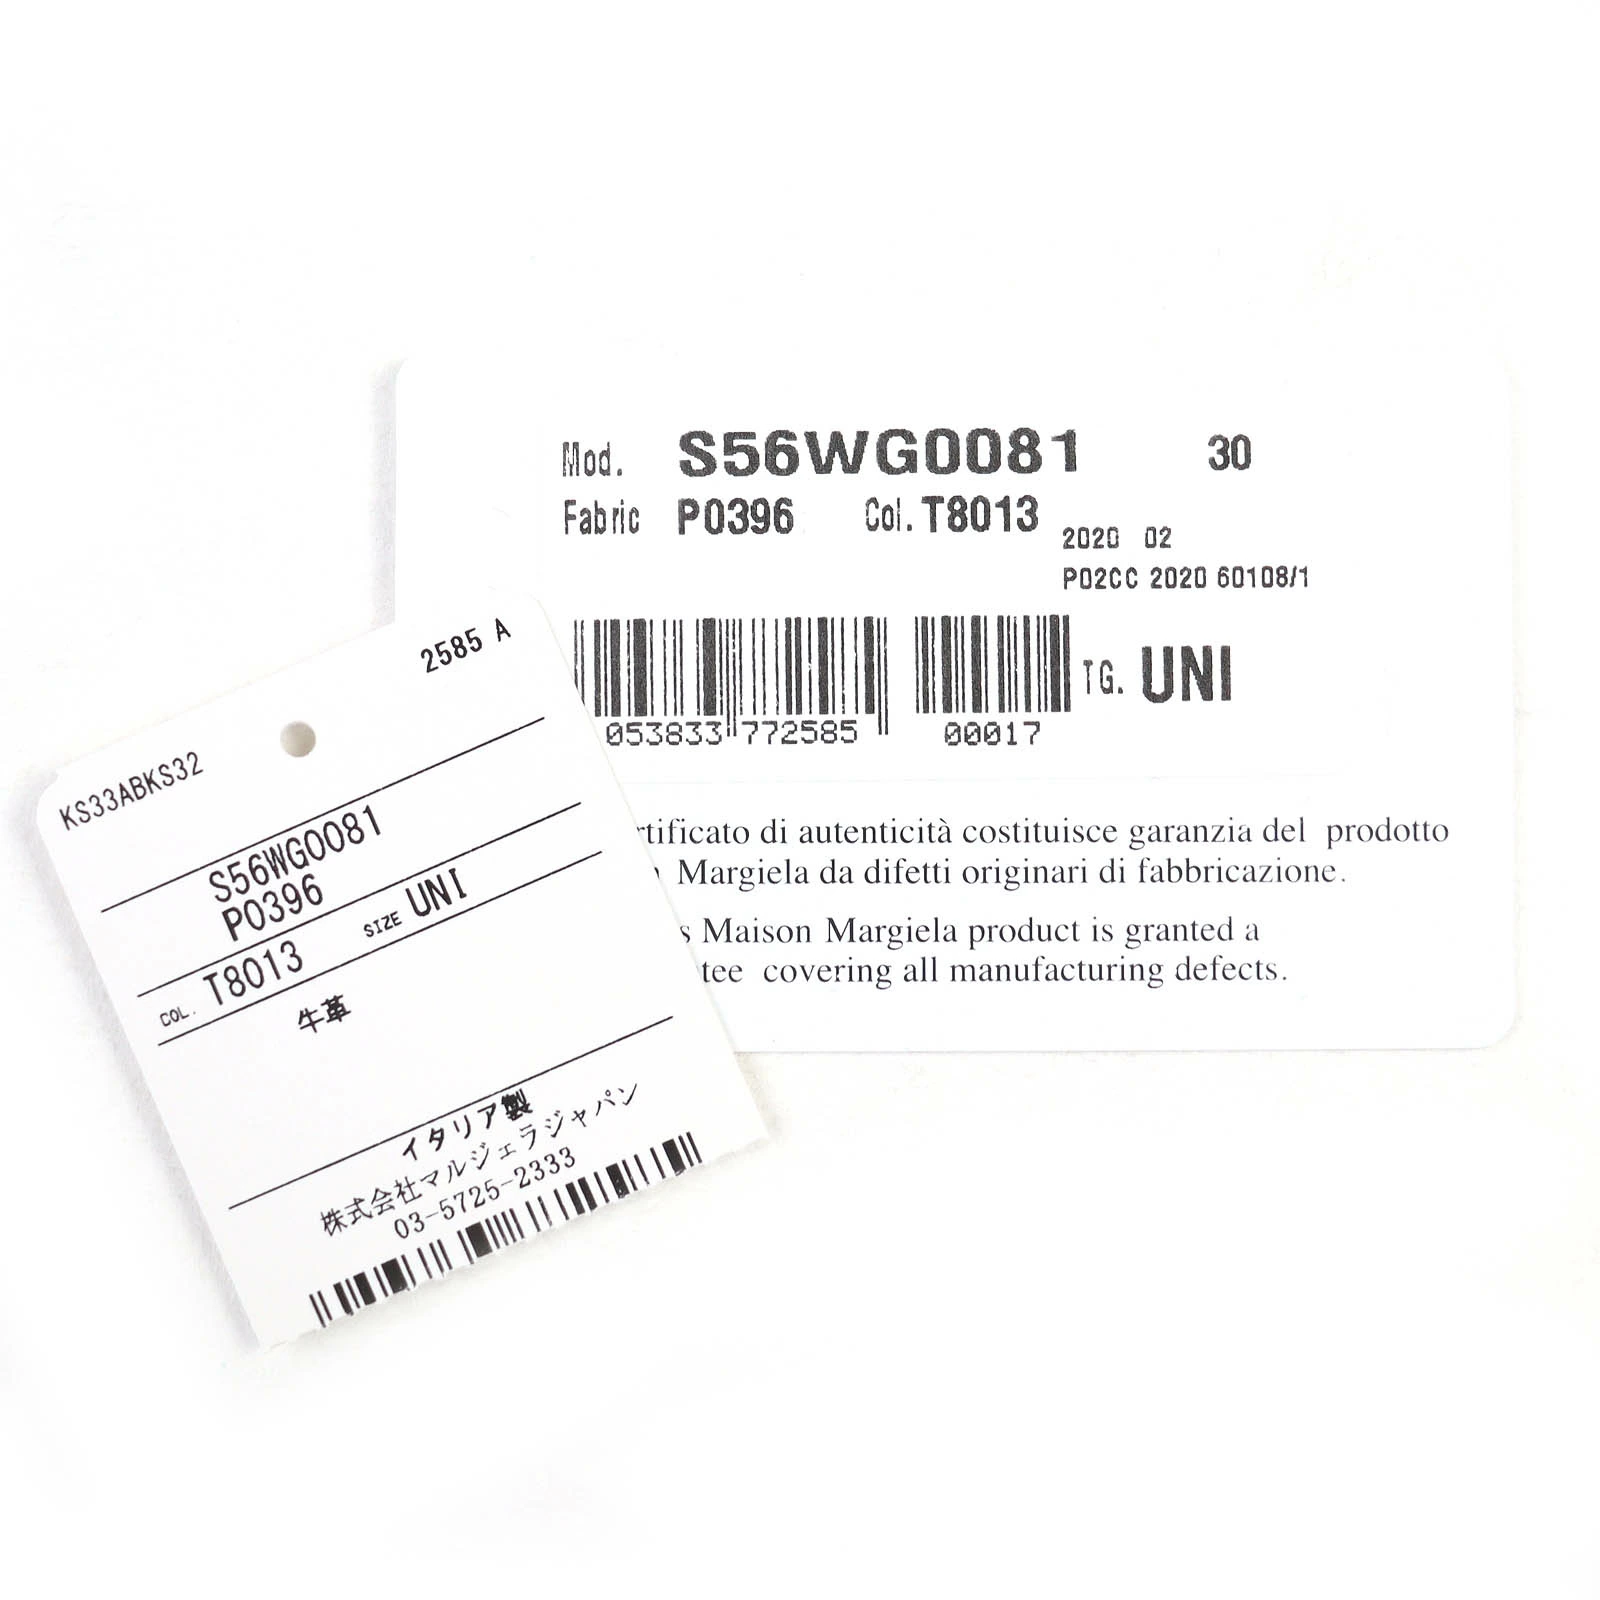 Mod. S56WG0081 30
Fabric P0396 Col. T8013
2020 02
P02CC 2020 60108/1
053833 772585 00017
TG. UNI
di autenticità costituisce garanzia del prodotto
Margiela da difetti originari di fabbricazione.
Maison Margiela product is granted a
covering all manufacturing defects.
2585 A
KS33ABKS32
S56WG0081
P0396
COL. T8013 SIZE UNI
牛革
イタリア製
株式会社マルジェラジャパン
03-5725-2333